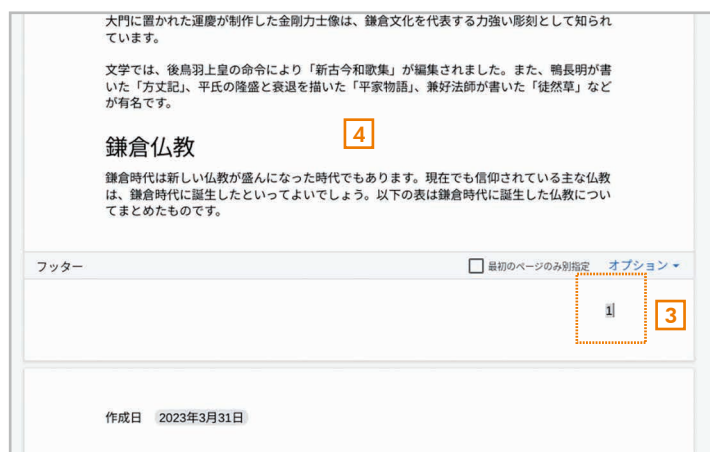 大門に置かれた運慶が制作した金剛力士像は、鎌倉文化を代表する力強い彫刻として知られ
ています。
文学では、後鳥羽上皇の命令により「新古今和歌集」が編集されました。また、鴨長明が書
いた「方丈記」、平氏の隆盛と衰退を描いた「平家物語」、兼好法師が書いた「徒然草」など
が有名です。
4
鎌倉仏教
鎌倉時代は新しい仏教が盛んになった時代でもあります。現在でも信仰されている主な仏教
は、鎌倉時代に誕生したといってよいでしょう。以下の表は鎌倉時代に誕生した仏教につい
てまとめたものです。
フッター 最初のページのみ別指定 オプション
1
3
作成日 2023年3月31日